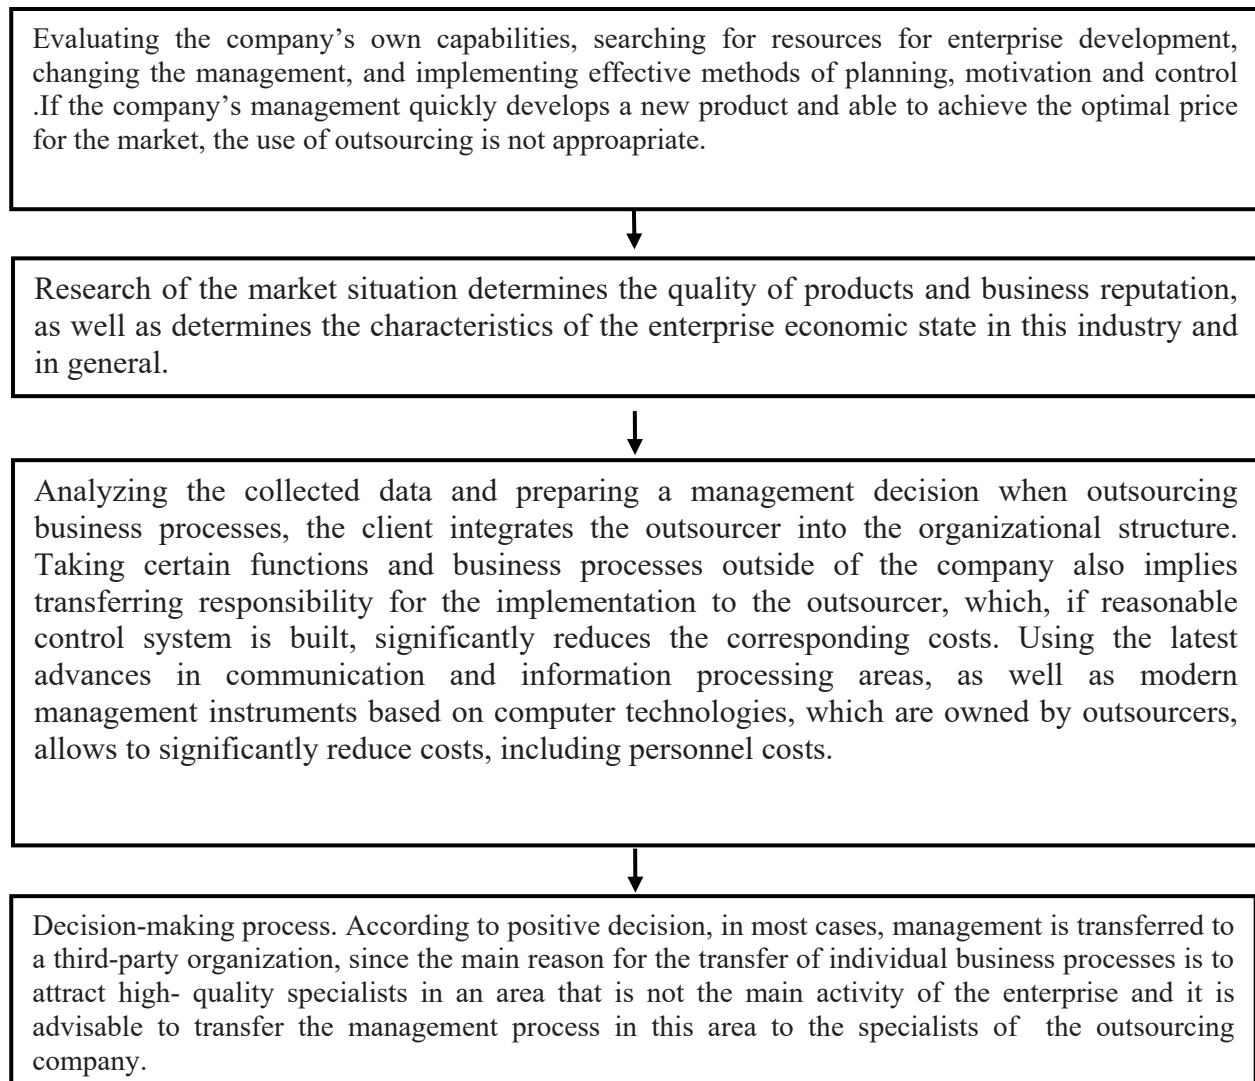 Evaluating the company’s own capabilities, searching for resources for enterprise development,
changing the management, and implementing effective methods of planning, motivation and control
.If the company’s management quickly develops a new product and able to achieve the optimal price
for the market, the use of outsourcing is not approapriate.
Research of the market situation determines the quality of products and business reputation,
as well as determines the characteristics of the enterprise economic state in this industry and
in general.
Analyzing the collected data and preparing a management decision when outsourcing
business processes, the client integrates the outsourcer into the organizational structure.
Taking certain functions and business processes outside of the company also implies
transferring responsibility for the implementation to the outsourcer, which, if reasonable
control system is built, significantly reduces the corresponding costs. Using the latest
advances in communication and information processing areas, as well as modern
management instruments based on computer technologies, which are owned by outsourcers,
allows to significantly reduce costs, including personnel costs.
Decision-making process. According to positive decision, in most cases, management is transferred to
a third-party organization, since the main reason for the transfer of individual business processes is to
attract high- quality specialists in an area that is not the main activity of the enterprise and it is
advisable to transfer the management process in this area to the specialists of the outsourcing
company.